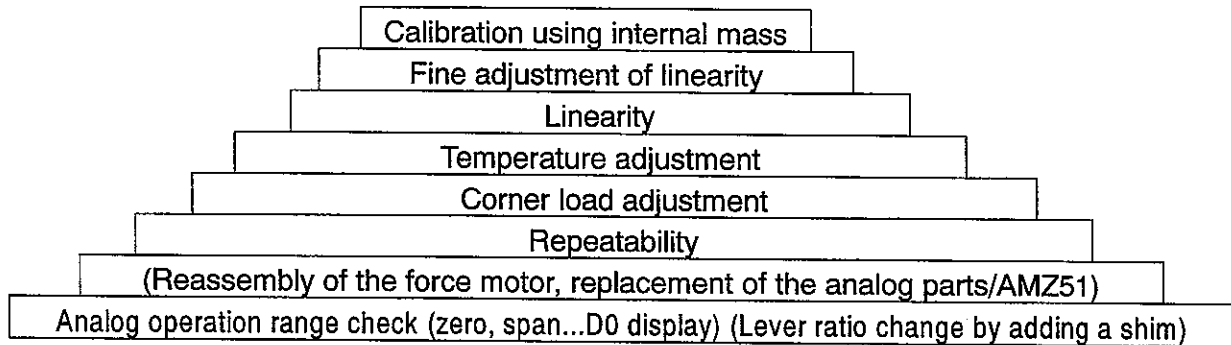 Calibration using internal mass
Fine adjustment of linearity
Linearity
Temperature adjustment
Corner load adjustment
Repeatability
(Reassembly of the force motor, replacement of the analog parts/AMZ51)
Analog operation range check (zero, span...D0 display) (Lever ratio change by adding a shim)